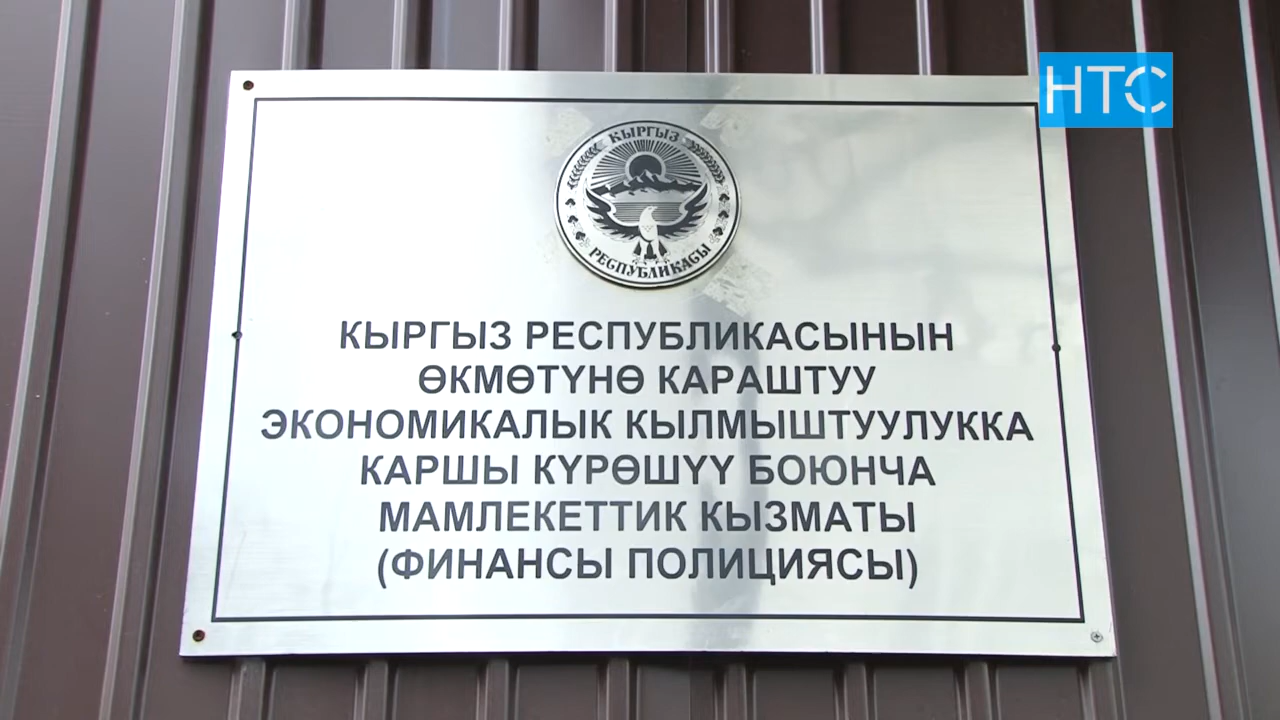 НТС
КЫРГЫЗ
РЕСПУБЛИКАСЫ
КЫРГЫЗ РЕСПУБЛИКАСЫНЫН
ӨКМӨТҮНӨ КАРАШТУУ
ЭКОНОМИКАЛЫК КЫЛМЫШТУУЛУККА
КАРШЫ КҮРӨШҮҮ БОЮНЧА
МАМЛЕКЕТТИК КЫЗМАТЫ
(ФИНАНСЫ ПОЛИЦИЯСЫ)